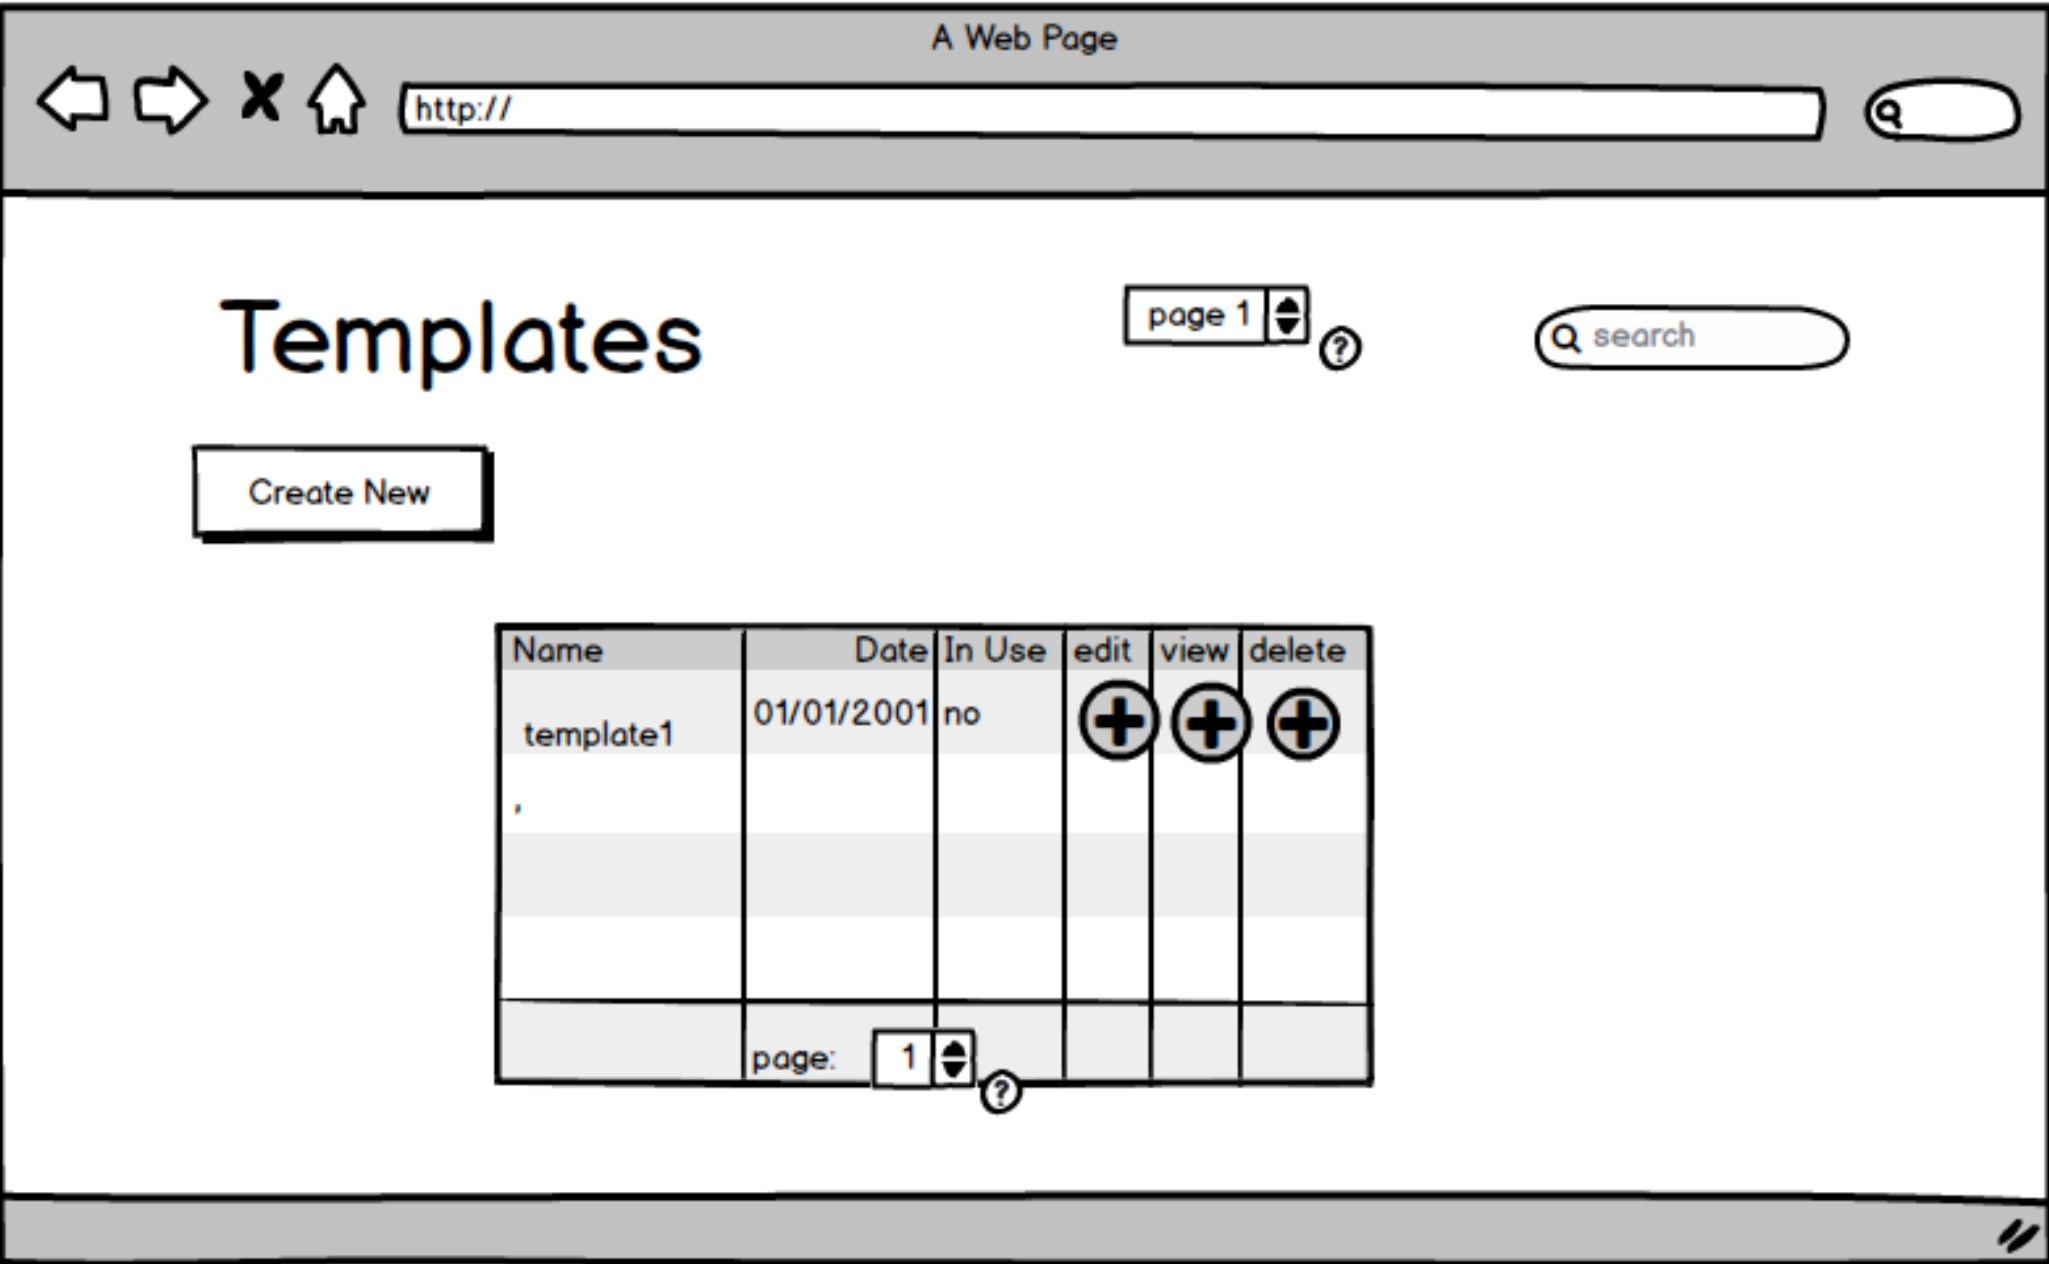 A Web Page
http://
Templates
page 1
?
search
Create New
Name Date In Use edit view delete
template1 01/01/2001 no
,
page: 1
?